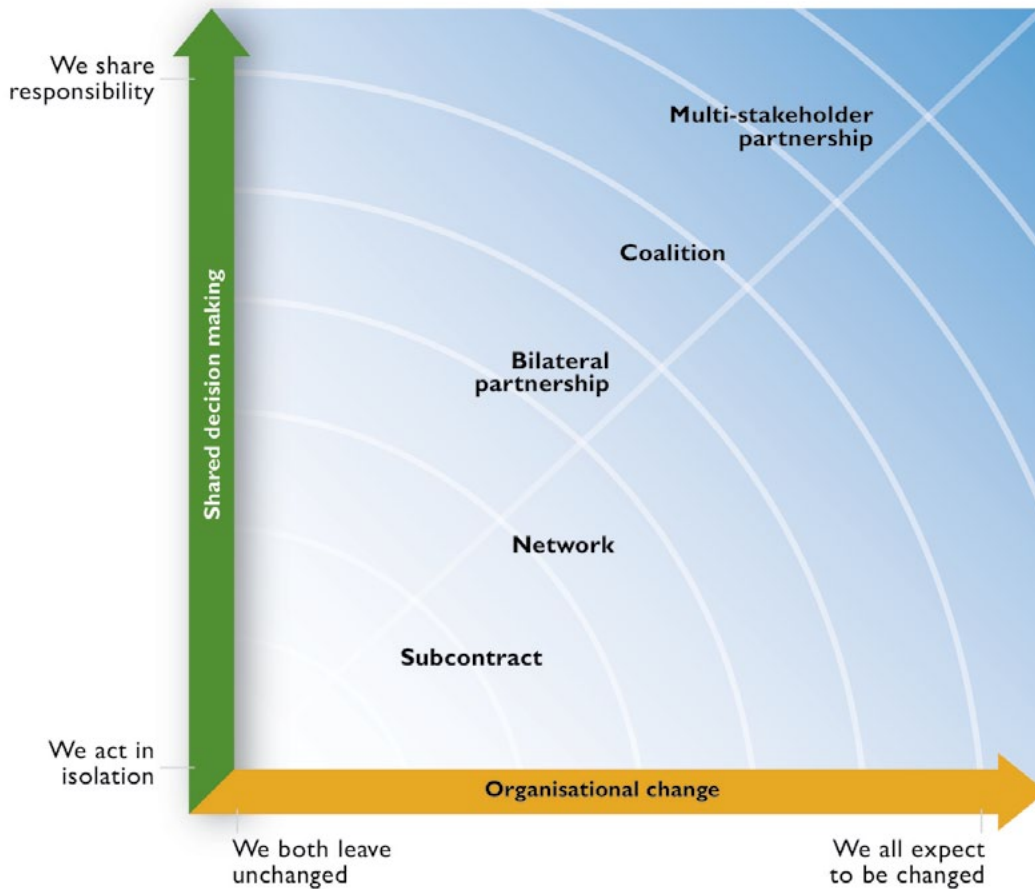 We share
responsibility
Multi-stakeholder
partnership
Coalition
Bilateral
partnership
Shared decision making
Network
Subcontract
We act in
isolation
Organisational change
We both leave
unchanged
We all expect
to be changed